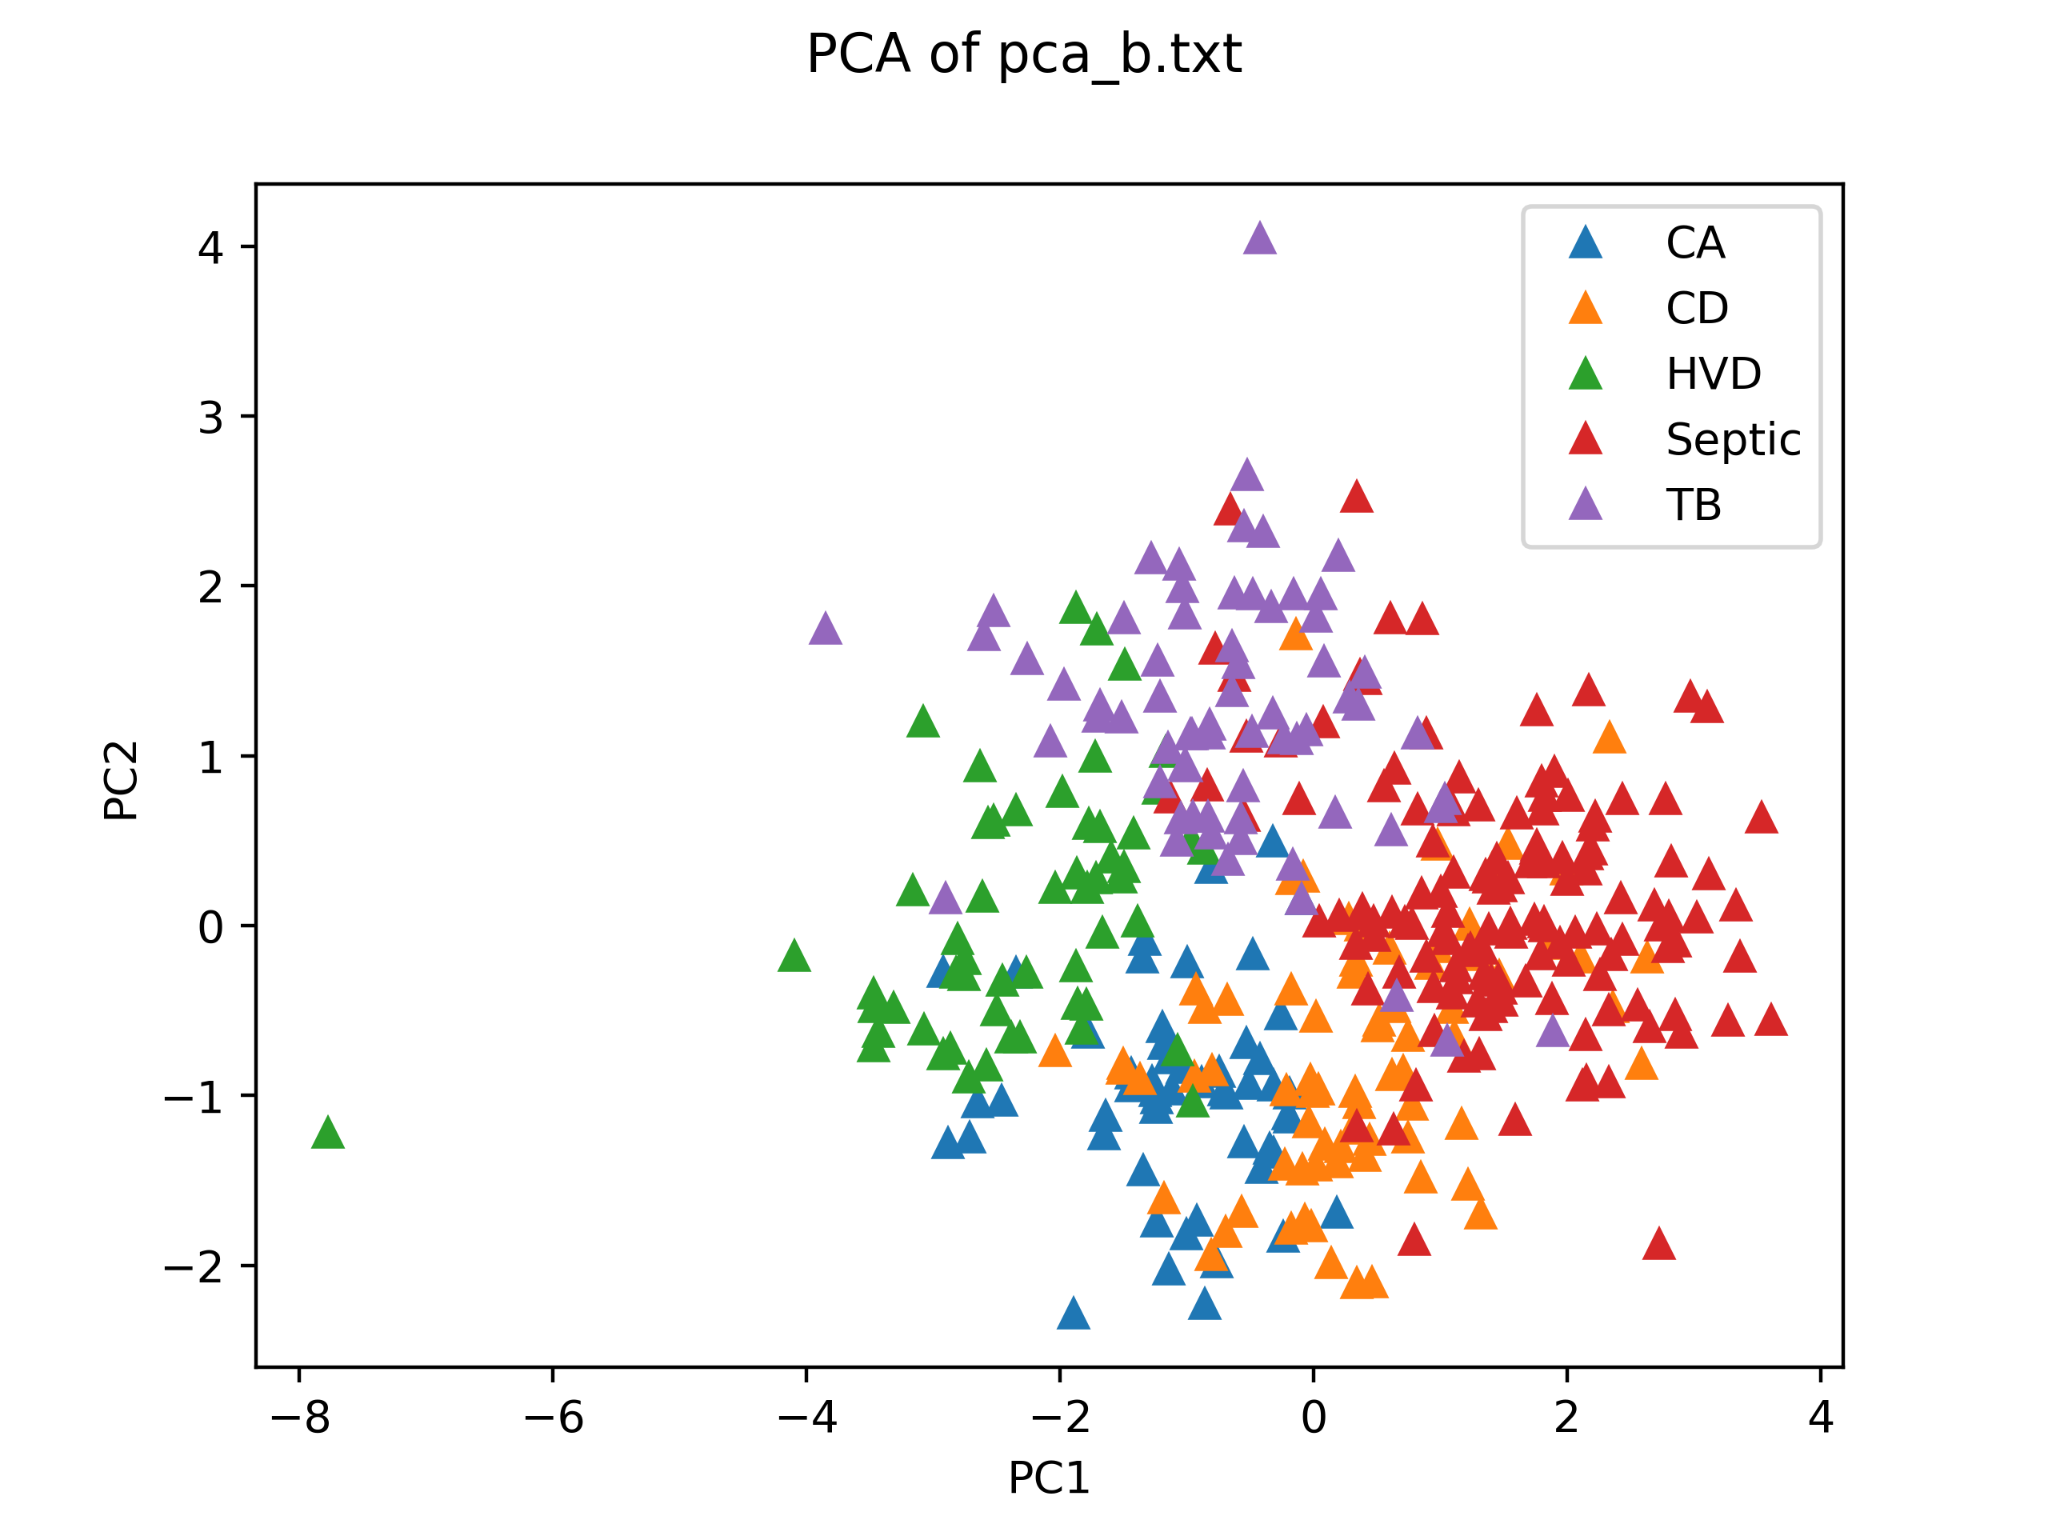 PCA of pca_b.txt
4
3
2
1
0
−1
−2
PC2
CA
CD
HVD
Septic
TB
−8 −6 −4 −2 0 2 4
PC1